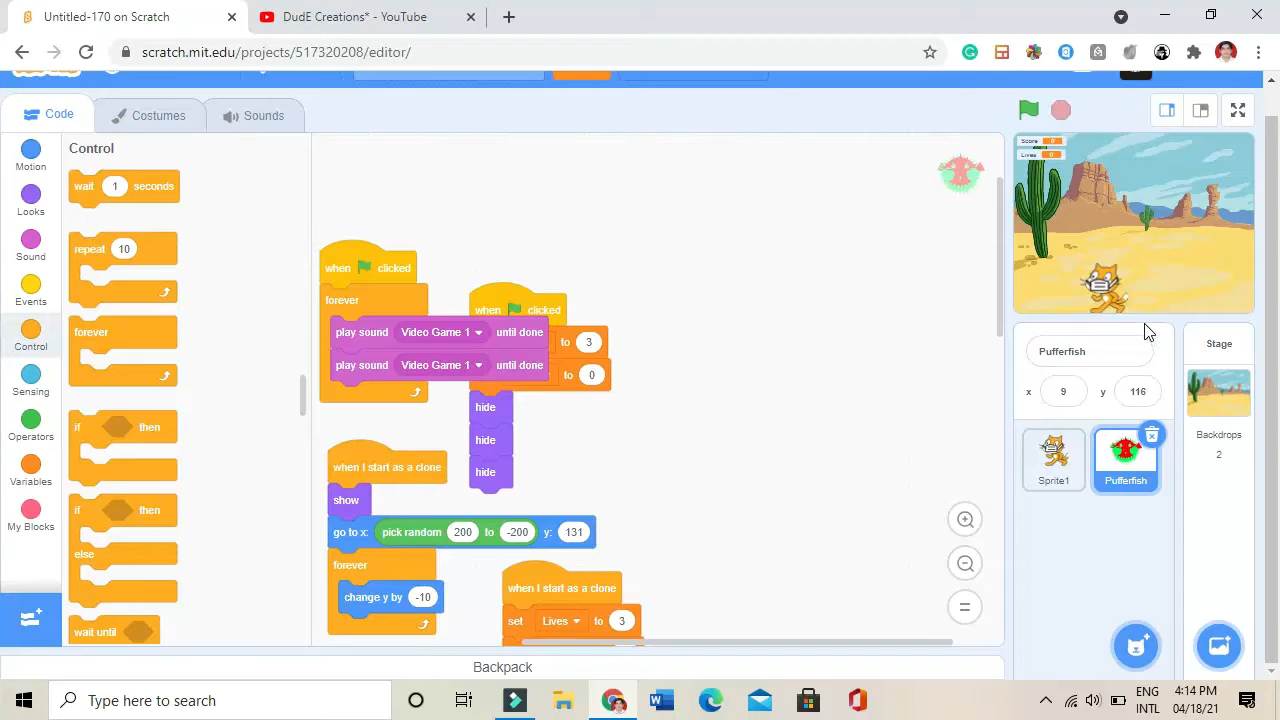 Untitled-170 on Scratch
DudE Creations* - YouTube
scratch.mit.edu/projects/517320208/editor/
Code
Costumes
Sounds
Motion
Looks
Sound
Events
Control
Sensing
Operators
Variables
My Blocks
Control
wait 1 seconds
repeat 10
forever
if then
if then
else
wait until
when clicked
forever
play sound Video Game 1 until done
play sound Video Game 1 until done
when clicked
to 3
to 0
hide
hide
hide
when I start as a clone
show
go to x: pick random 200 to -200 y: 131
forever
change y by -10
when I start as a clone
set Lives to 3
Backpack
Score 0
Lives 0
Pufferfish
x 9 y 116
Sprite1
Pufferfish
Stage
Backdrops
2
Type here to search
ENG
INTL
4:14 PM
04/18/21